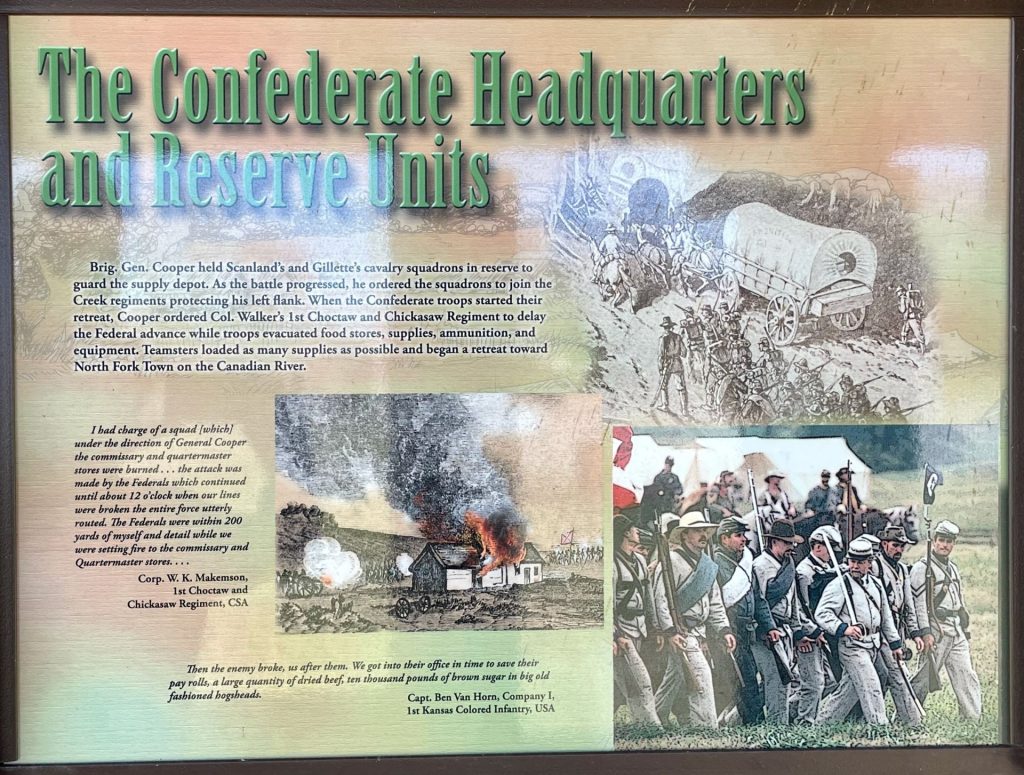 The Confederate Headquarters
and Reserve Units
Brig. Gen. Cooper held Scanland's and Gillette's cavalry squadrons in reserve to
guard the supply depot. As the battle progressed, he ordered the squadrons to join the
Creek regiments protecting his left flank. When the Confederate troops started their
retreat, Cooper ordered Col. Walker's 1st Choctaw and Chickasaw Regiment to delay
the Federal advance while troops evacuated food stores, supplies, ammunition, and
equipment. Teamsters loaded as many supplies as possible and began a retreat toward
North Fork Town on the Canadian River.
I had charge of a squad [which]
under the direction of General Cooper
the commissary and quartermaster
stores were burned . . . the attack was
made by the Federals which continued
until about 12 o'clock when our lines
were broken the entire force utterly
routed. The Federals were within 200
yards of myself and detail while we
were setting fire to the commissary and
Quartermaster stores. . . .
Corp. W. K. Makemson,
1st Choctaw and
Chickasaw Regiment, CSA
Then the enemy broke, us after them. We got into their office in time to save their
pay rolls, a large quantity of dried beef, ten thousand pounds of brown sugar in big old
fashioned hogsheads.
Capt. Ben Van Horn, Company I,
1st Kansas Colored Infantry, USA